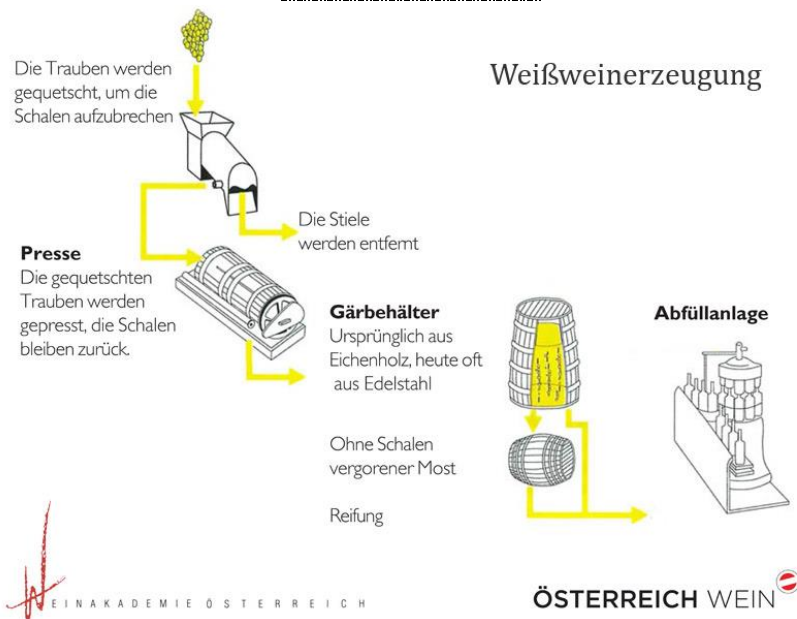 Weißweinerzeugung
Die Trauben werden
gequetscht, um die
Schalen aufzubrechen
Die Stiele
werden entfernt
Presse
Die gequetschten
Trauben werden
gepresst, die Schalen
bleiben zurück.
Gärbehälter
Ursprünglich aus
Eichenholz, heute oft
aus Edelstahl
Ohne Schalen
vergorener Most
Reifung
Abfüllanlage
WEINAKADEMIE ÖSTERREICH
ÖSTERREICH WEIN